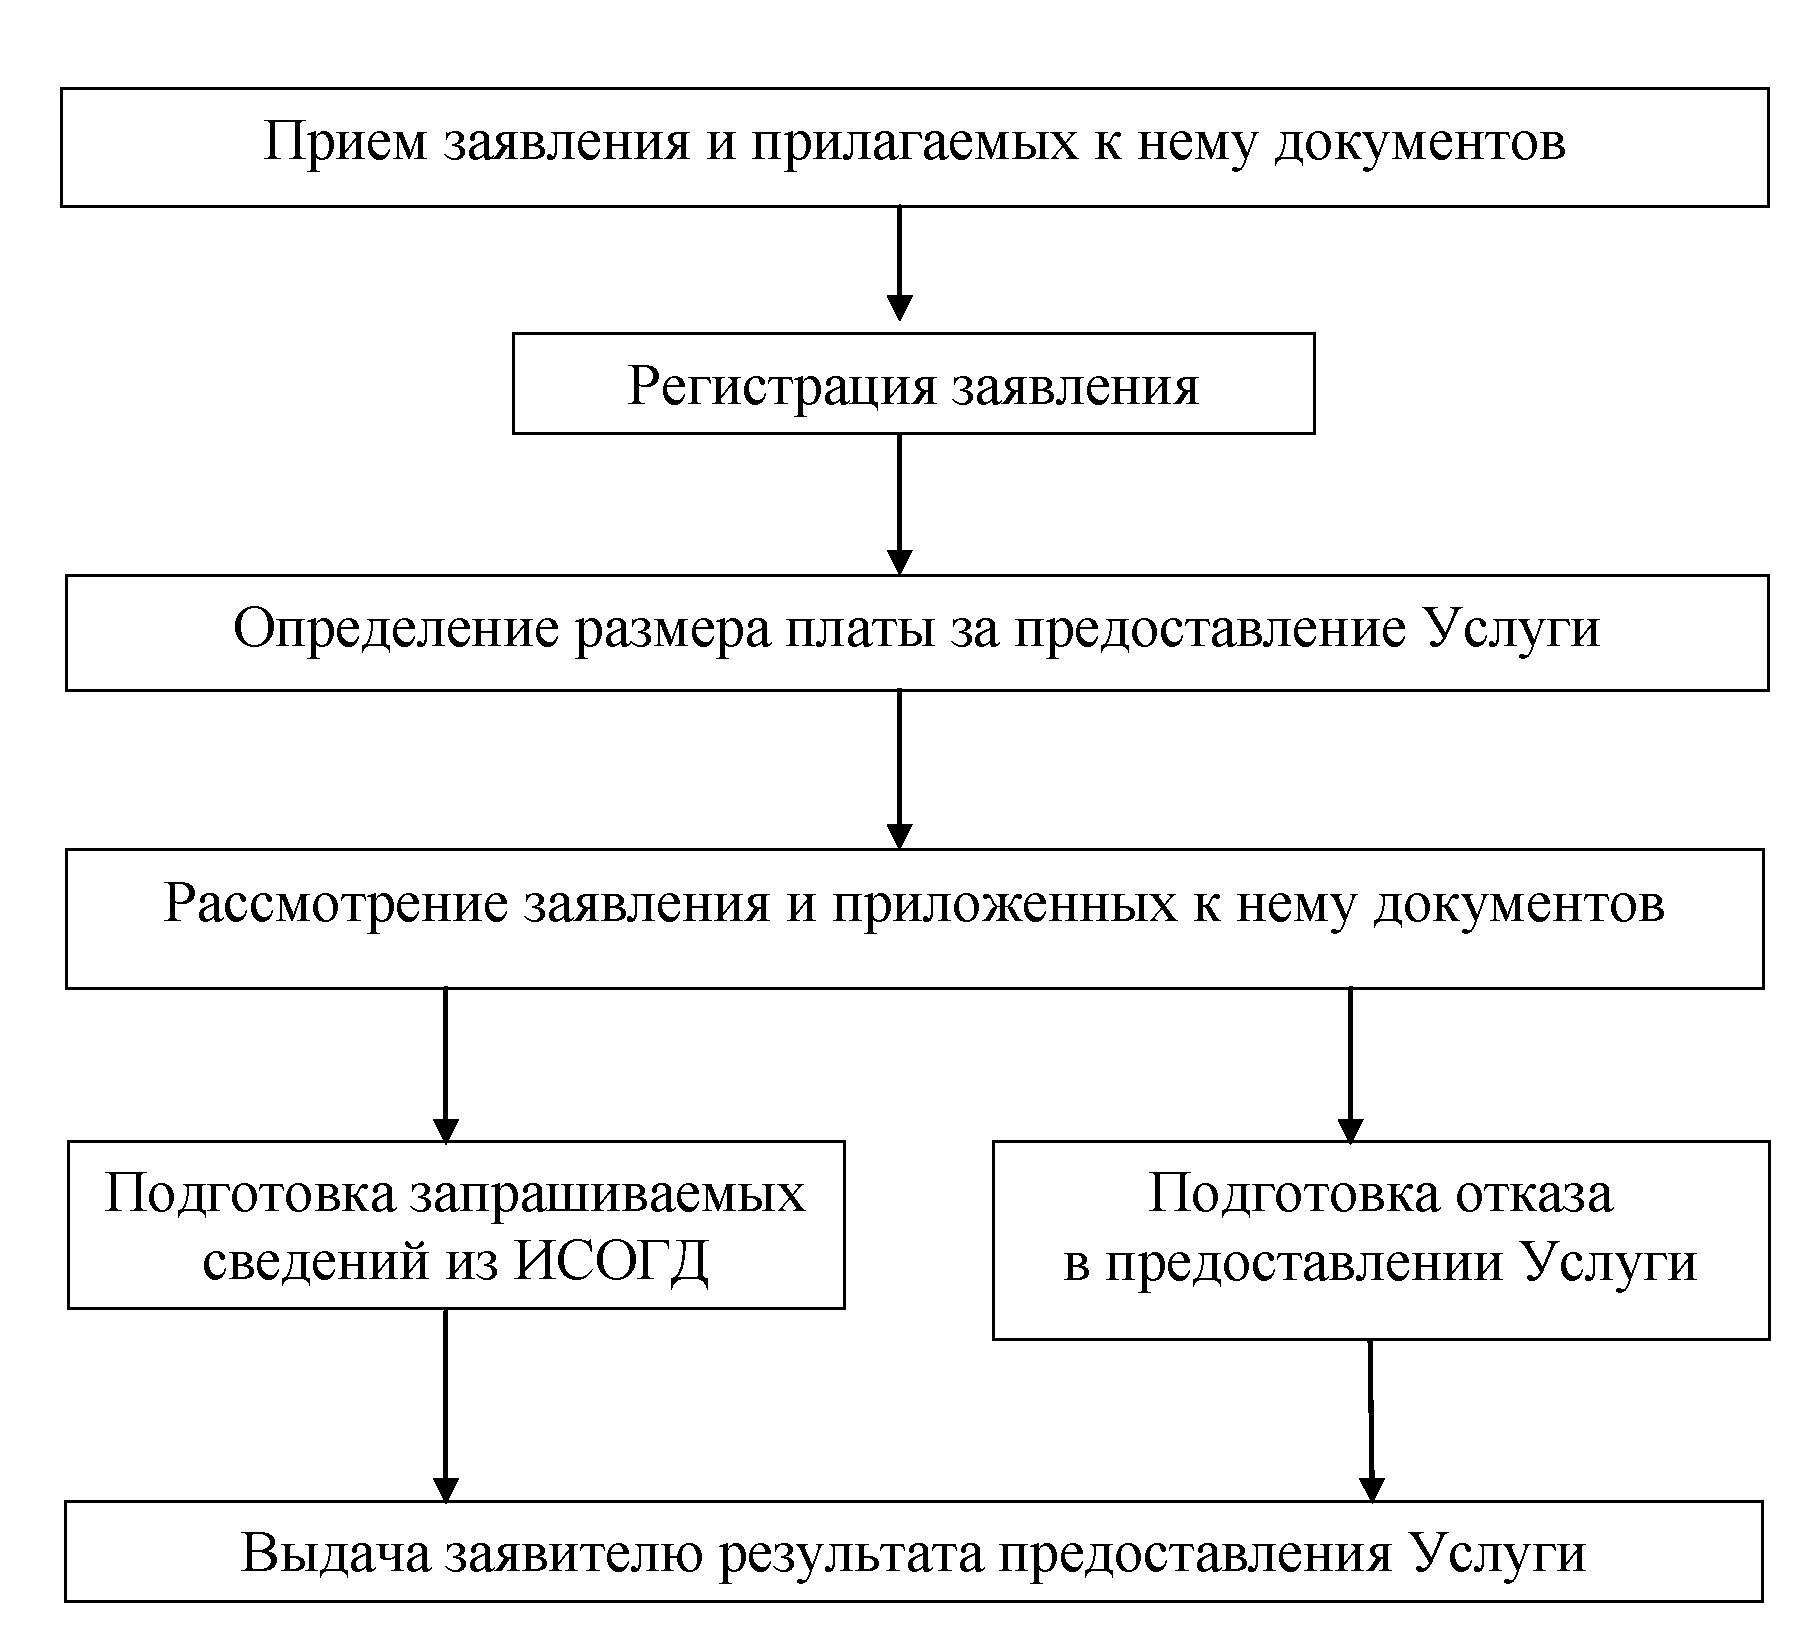 Прием заявления и прилагаемых к нему документов
Регистрация заявления
Определение размера платы за предоставление Услуги
Рассмотрение заявления и приложенных к нему документов
Подготовка запрашиваемых
сведений из ИСОГД
Подготовка отказа
в предоставлении Услуги
Выдача заявителю результата предоставления Услуги